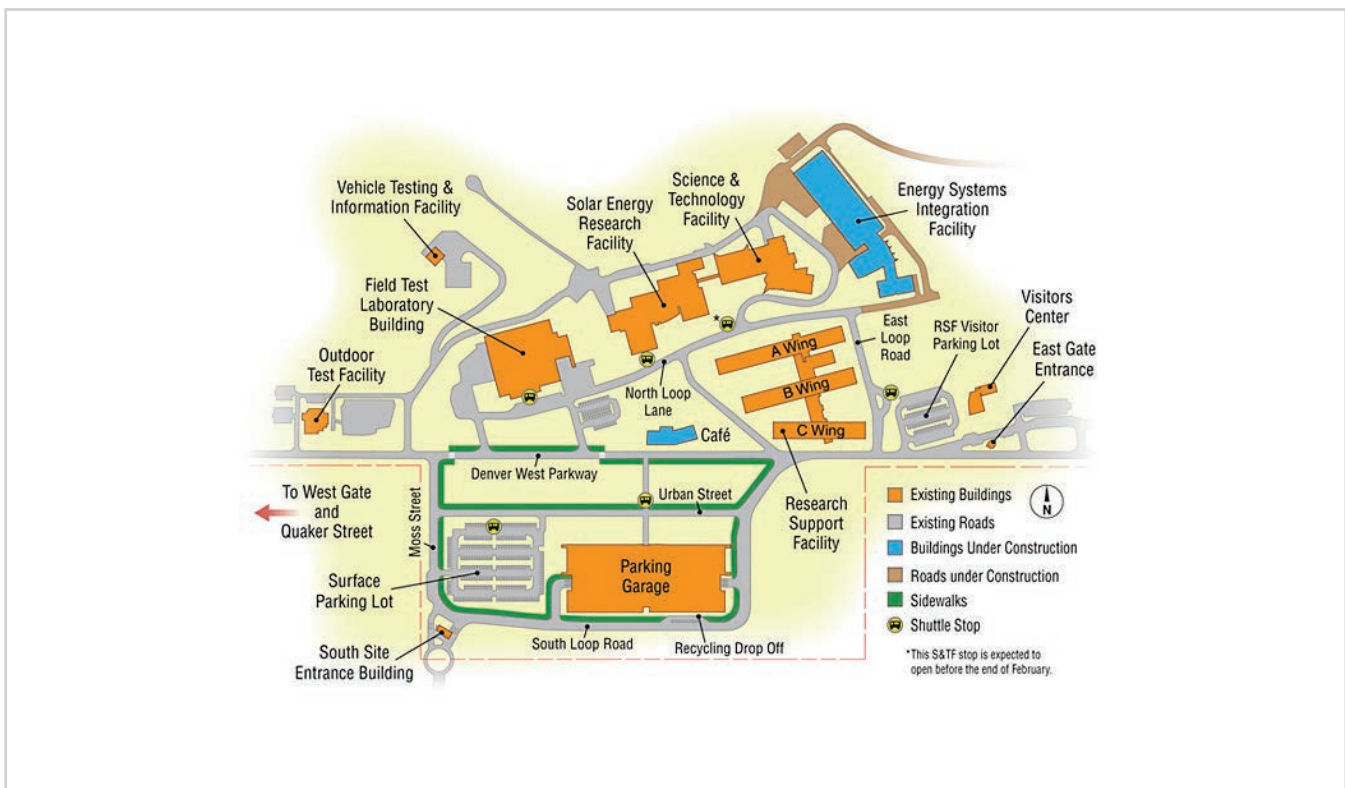 Vehicle Testing &
Information Facility
Solar Energy
Research
Facility
Science &
Technology
Facility
Energy Systems
Integration
Facility
Field Test
Laboratory
Building
Outdoor
Test Facility
*
North Loop
Lane
A Wing
B Wing
C Wing
East
Loop
Road
RSF Visitor
Parking Lot
Visitors
Center
East Gate
Entrance
Café
Denver West Parkway
To West Gate
and
Quaker Street
Moss Street
Urban Street
Research
Support
Facility
Surface
Parking Lot
Parking
Garage
South Site
Entrance Building
South Loop Road
Recycling Drop Off
Existing Buildings
N
Existing Roads
Buildings Under Construction
Roads under Construction
Sidewalks
Shuttle Stop
*This S&TF stop is expected to
open before the end of February.